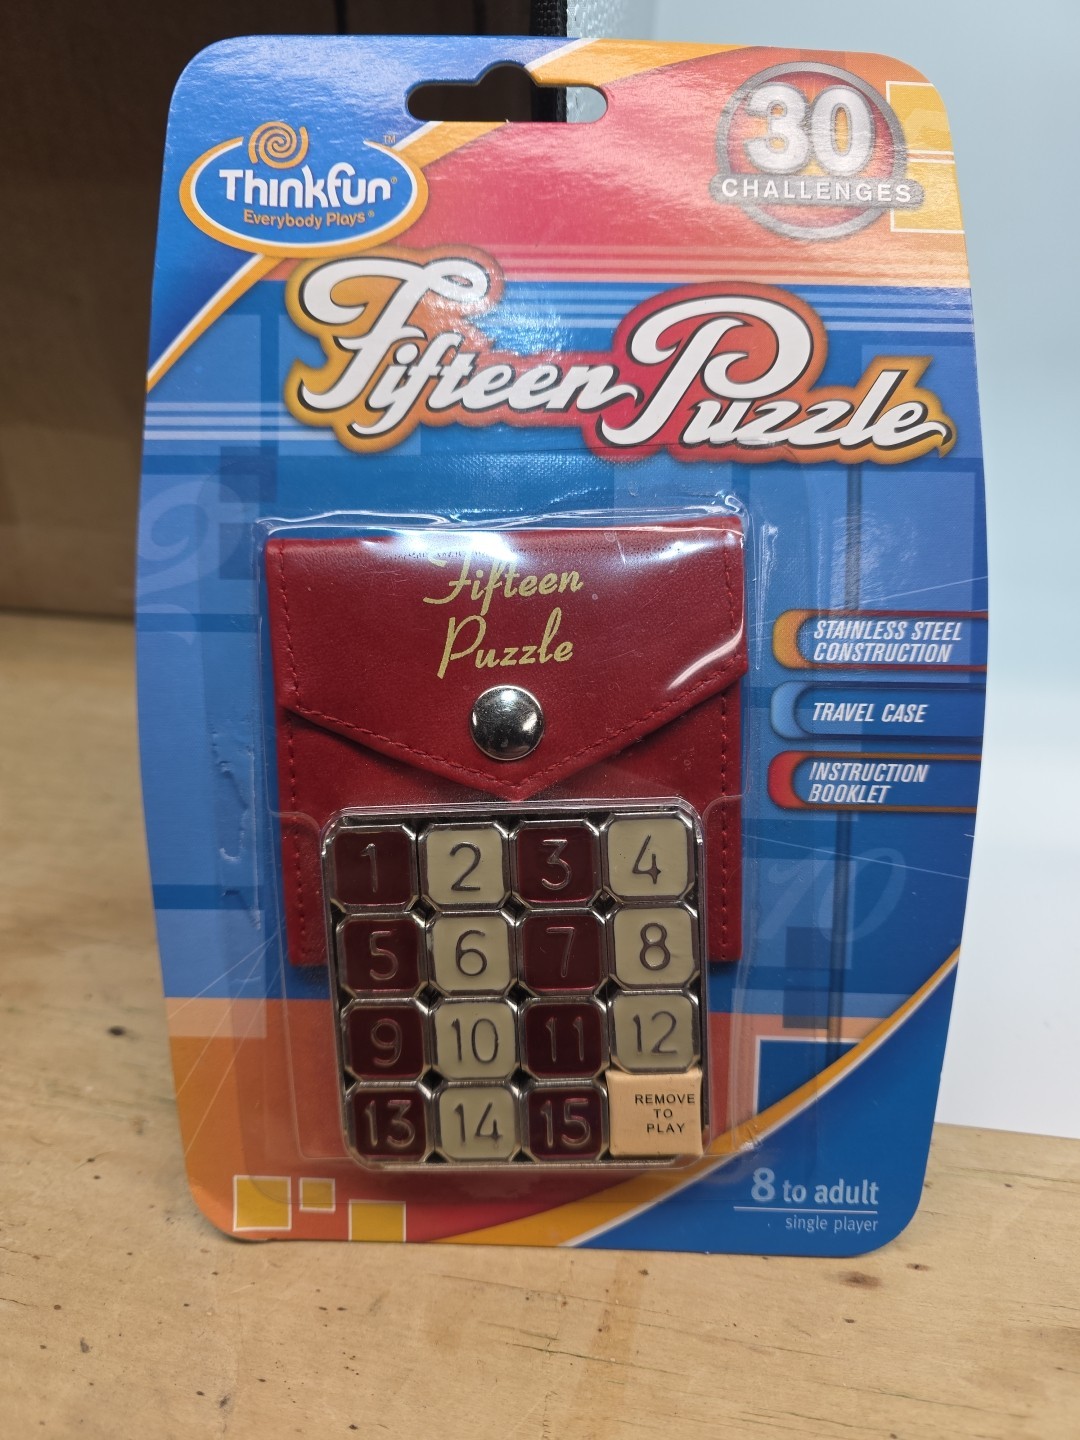 ThinkFun®
™
Everybody Plays®
30
CHALLENGES
Fifteen Puzzle
Fifteen
Puzzle
STAINLESS STEEL
CONSTRUCTION
TRAVEL CASE
INSTRUCTION
BOOKLET
1 2 3 4
5 6 7 8
9 10 11 12
13 14 15
REMOVE
TO
PLAY
8 to adult
single player